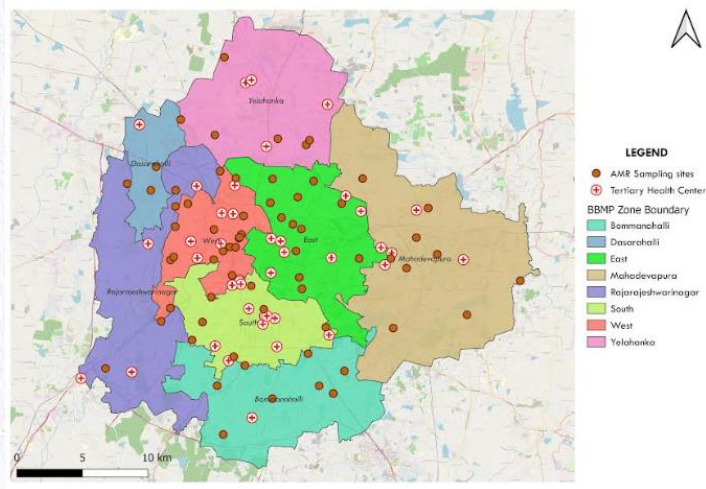 LEGEND
AMR Sampling sites
Tertiary Health Center
BBMP Zone Boundary
Bommanahalli
Dasarahalli
East
Mahadevapura
Rajarajeshwarinagar
South
West
Yelahanka
Yelahanka
Dasarahalli
West
East
Mahadevapura
Rajarajeshwarinagar
South
Bommanahalli
0 5 10 km